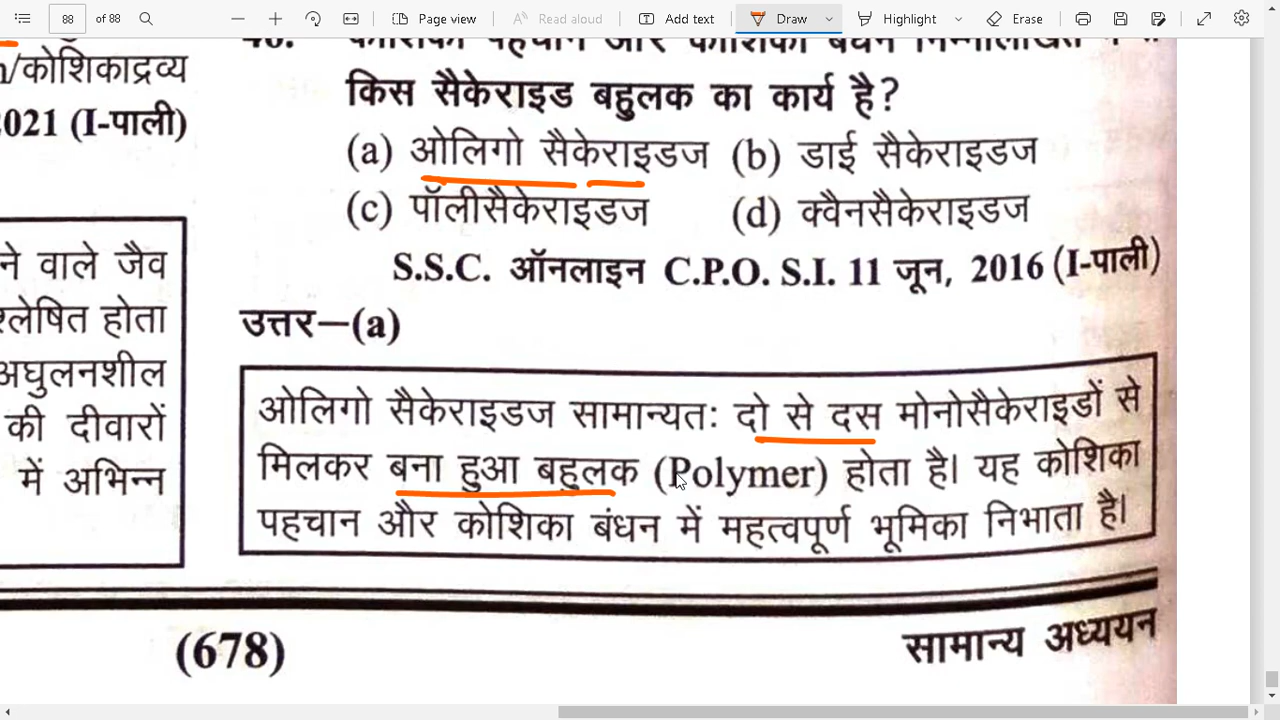 88 of 88 Page view Read aloud Add text Draw Highlight Erase
/कोशिकाद्रव्य
2021 (I-पाली)
ने वाले जैव
श्लेषित होता
अघुलनशील
की दीवारों
में अभिन्न
किस सैकेराइड बहुलक का कार्य है?
(a) ओलिगो सैकेराइडज (b) डाई सैकेराइडज
(c) पॉलीसैकेराइडज (d) क्वैनसैकेराइडज
S.S.C. ऑनलाइन C.P.O. S.I. 11 जून, 2016 (I-पाली)
उत्तर—(a)
ओलिगो सैकेराइडज सामान्यतः दो से दस मोनोसैकेराइडों से
मिलकर बना हुआ बहुलक (Polymer) होता है। यह कोशिका
पहचान और कोशिका बंधन में महत्वपूर्ण भूमिका निभाता है।
(678)
सामान्य अध्ययन